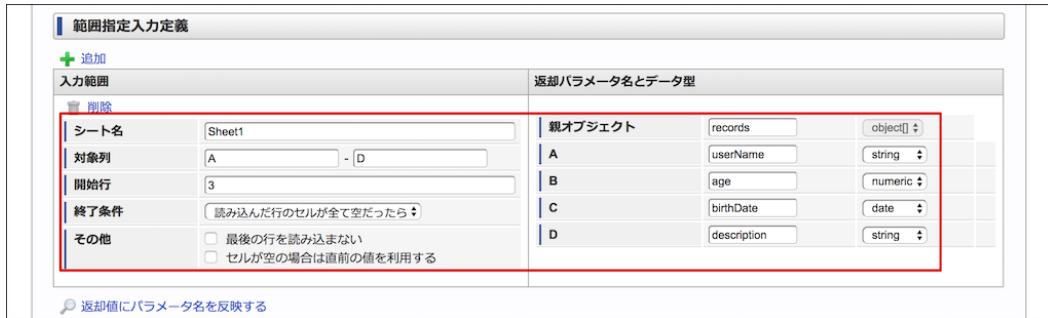 範囲指定入力定義
追加
入力範囲 返却パラメータ名とデータ型
削除
シート名 Sheet1 親オブジェクト records object[]
対象列 A - D A userName string
開始行 3 B age numeric
終了条件 読み込んだ行のセルが全て空だったら C birthDate date
その他 最後の行を読み込まない D description string
セルが空の場合は直前の値を利用する
返却値にパラメータ名を反映する